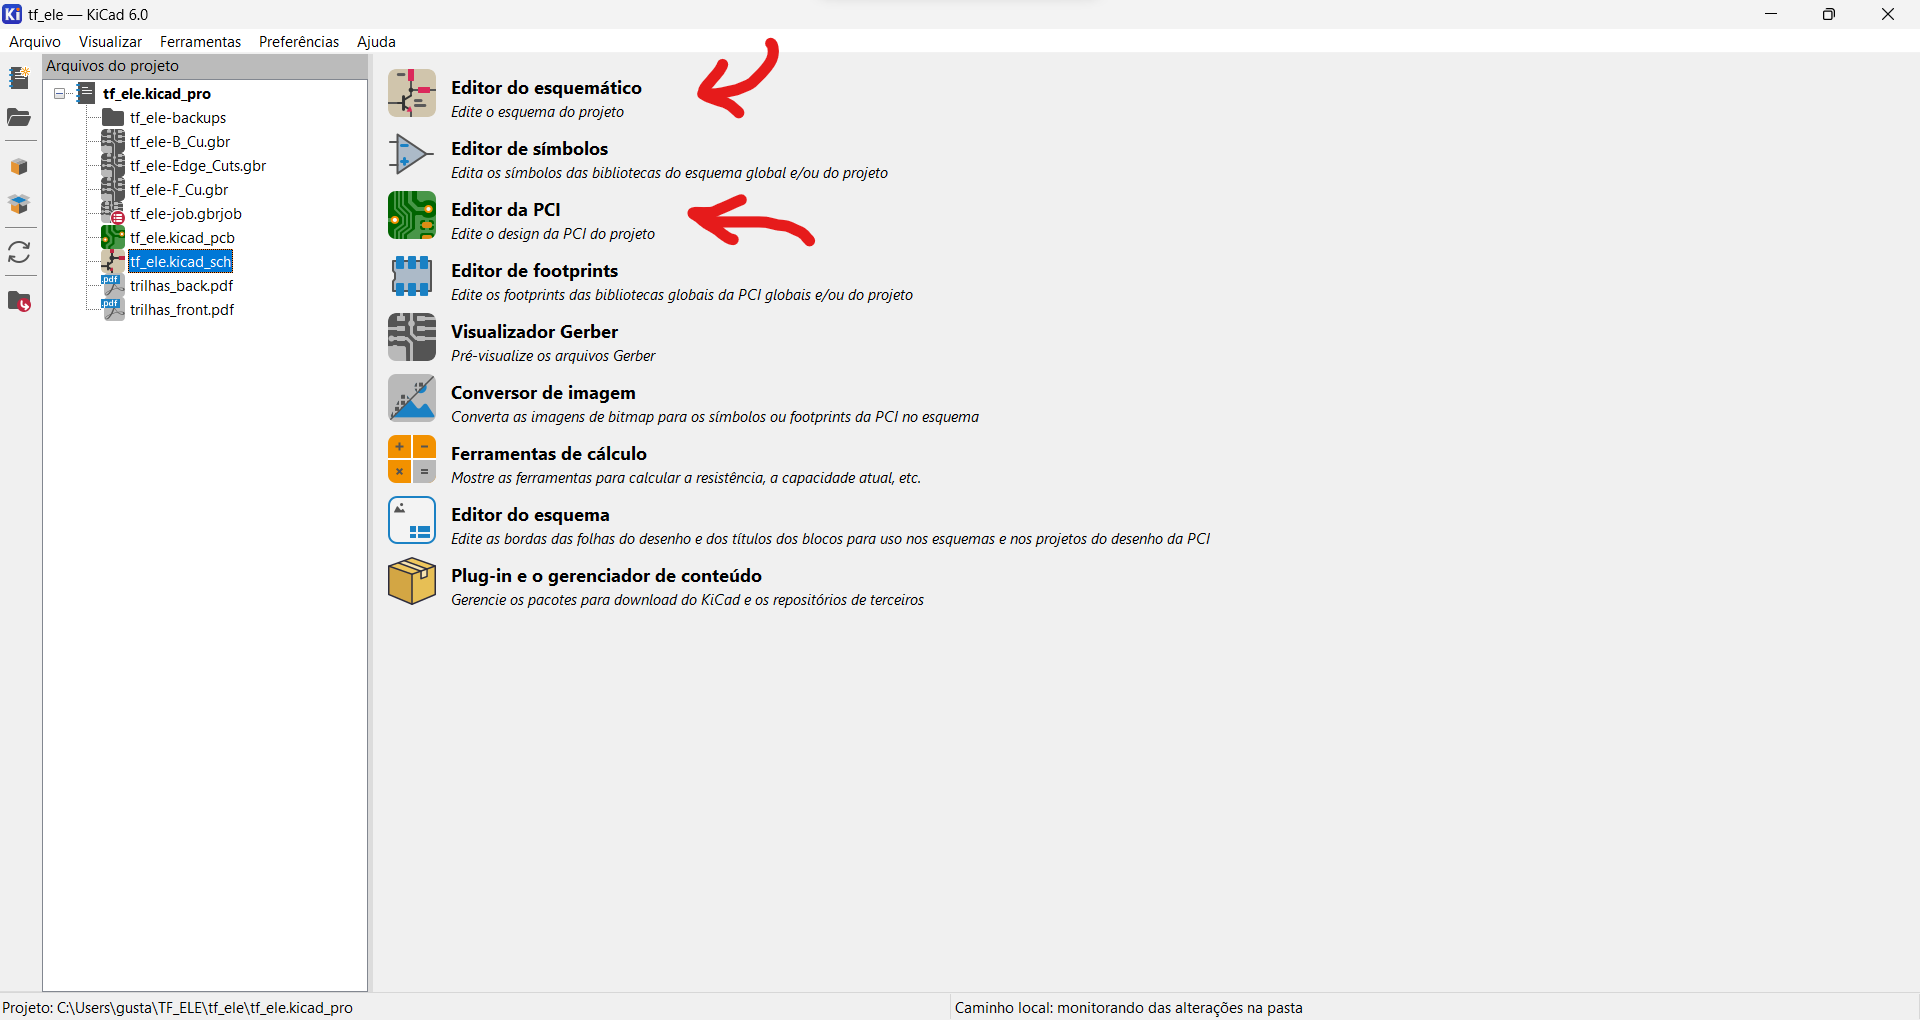 tf_ele — KiCad 6.0
Arquivo Visualizar Ferramentas Preferências Ajuda
Arquivos do projeto
tf_ele.kicad_pro
tf_ele-backups
tf_ele-B_Cu.gbr
tf_ele-Edge_Cuts.gbr
tf_ele-F_Cu.gbr
tf_ele-job.gbrjob
tf_ele.kicad_pcb
tf_ele.kicad_sch
trilhas_back.pdf
trilhas_front.pdf
Editor do esquemático
Edite o esquema do projeto
Editor de símbolos
Edita os símbolos das bibliotecas do esquema global e/ou do projeto
Editor da PCI
Edite o design da PCI do projeto
Editor de footprints
Edite os footprints das bibliotecas globais da PCI globais e/ou do projeto
Visualizador Gerber
Pré-visualize os arquivos Gerber
Conversor de imagem
Converta as imagens de bitmap para os símbolos ou footprints da PCI no esquema
Ferramentas de cálculo
Mostre as ferramentas para calcular a resistência, a capacidade atual, etc.
Editor do esquema
Edite as bordas das folhas do desenho e dos títulos dos blocos para uso nos esquemas e nos projetos do desenho da PCI
Plug-in e o gerenciador de conteúdo
Gerencie os pacotes para download do KiCad e os repositórios de terceiros
Projeto: C:\Users\gusta\TF_ELE\tf_ele\tf_ele.kicad_pro
Caminho local: monitorando das alterações na pasta